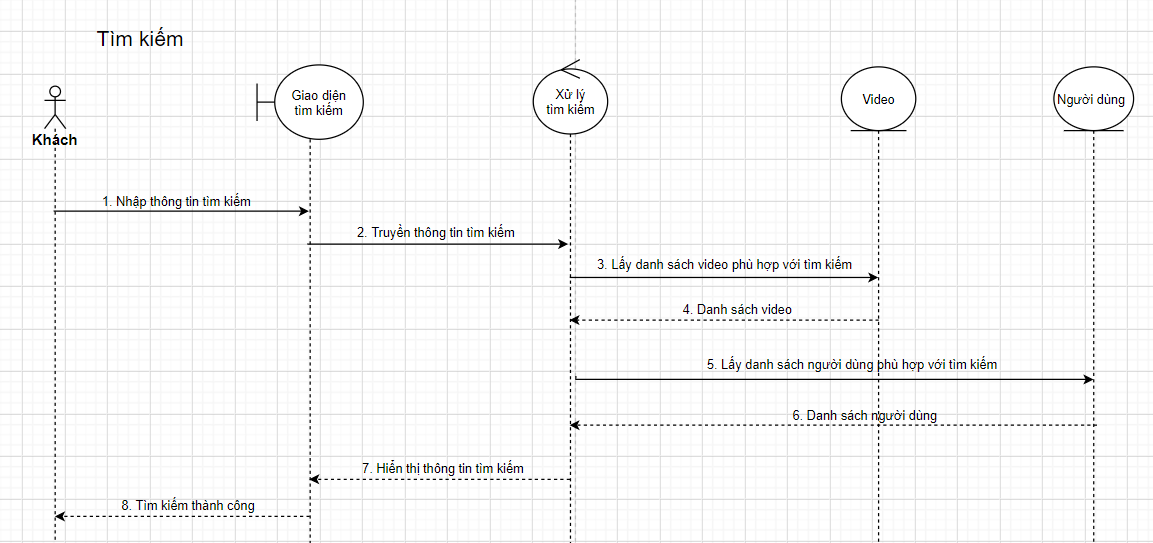 Tìm kiếm
Giao diện
tìm kiếm
Xử lý
tìm kiếm
Video
Người dùng
Khách
1. Nhập thông tin tìm kiếm
2. Truyền thông tin tìm kiếm
3. Lấy danh sách video phù hợp với tìm kiếm
4. Danh sách video
5. Lấy danh sách người dùng phù hợp với tìm kiếm
6. Danh sách người dùng
7. Hiển thị thông tin tìm kiếm
8. Tìm kiếm thành công